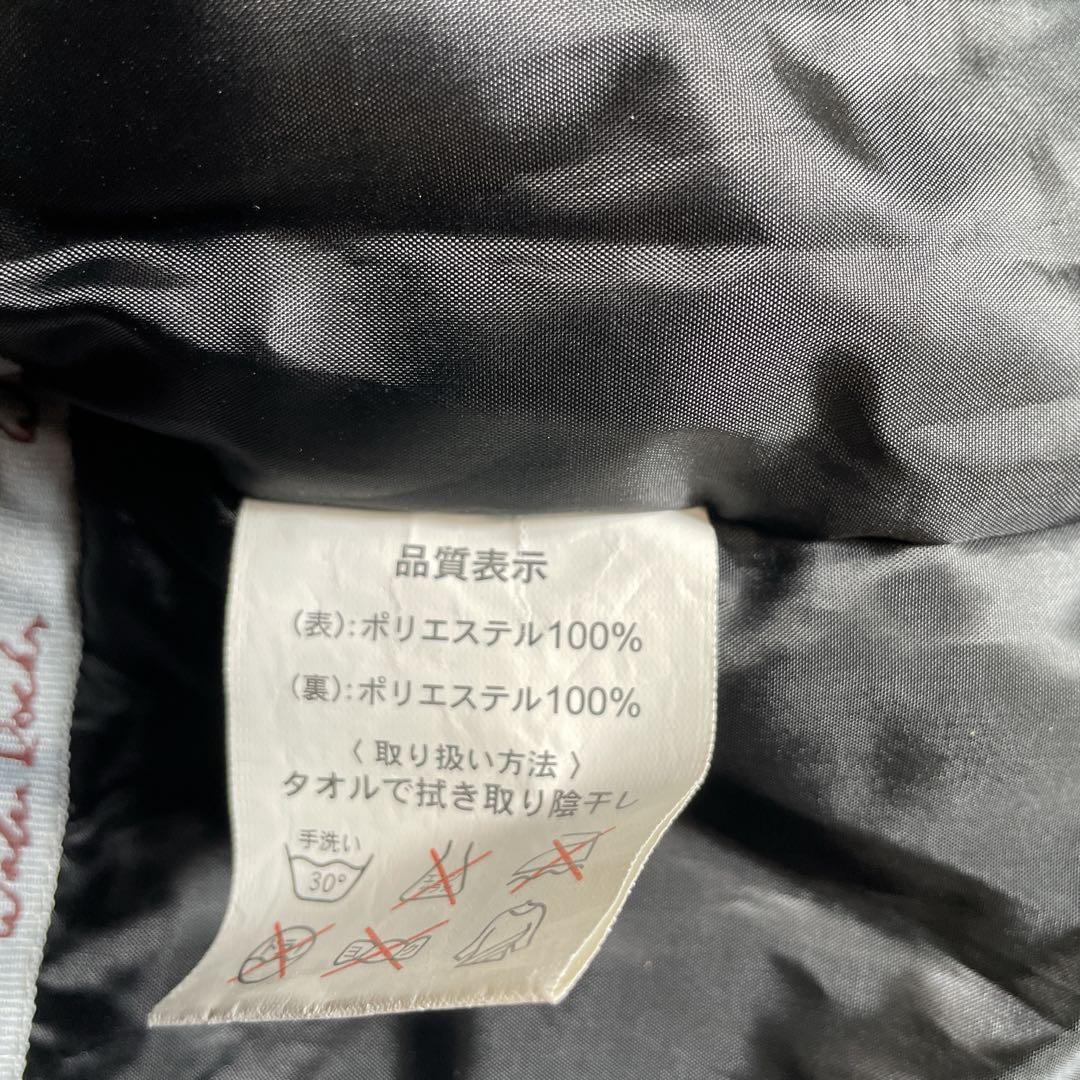 品質表示
(表):ポリエステル100%
(裏):ポリエステル100%
〈 取り扱い方法 〉
タオルで拭き取り陰干し
手洗い
30°